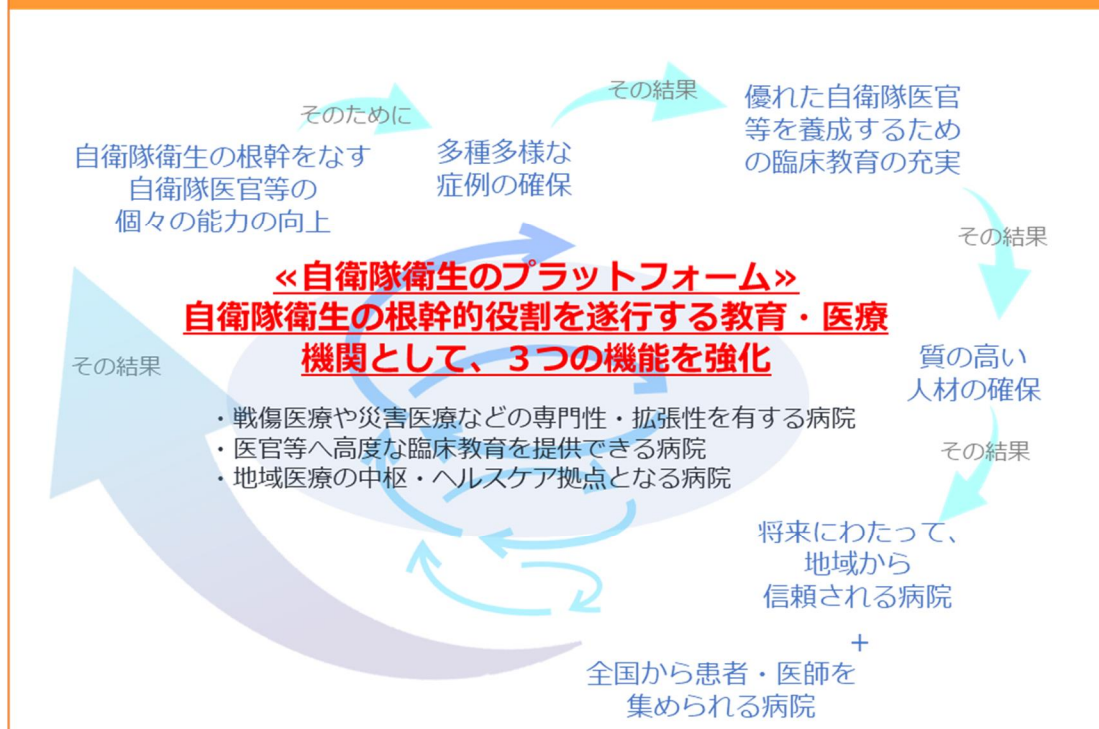 そのために
自衛隊衛生の根幹をなす
自衛隊医官等の
個々の能力の向上
多種多様な
症例の確保
その結果
優れた自衛隊医官
等を養成するため
の臨床教育の充実
その結果
質の高い
人材の確保
その結果
将来にわたって、
地域から
信頼される病院
+
全国から患者・医師を
集められる病院
その結果
≪自衛隊衛生のプラットフォーム≫
自衛隊衛生の根幹的役割を遂行する教育・医療
機関として、３つの機能を強化
・戦傷医療や災害医療などの専門性・拡張性を有する病院
・医官等へ高度な臨床教育を提供できる病院
・地域医療の中枢・ヘルスケア拠点となる病院